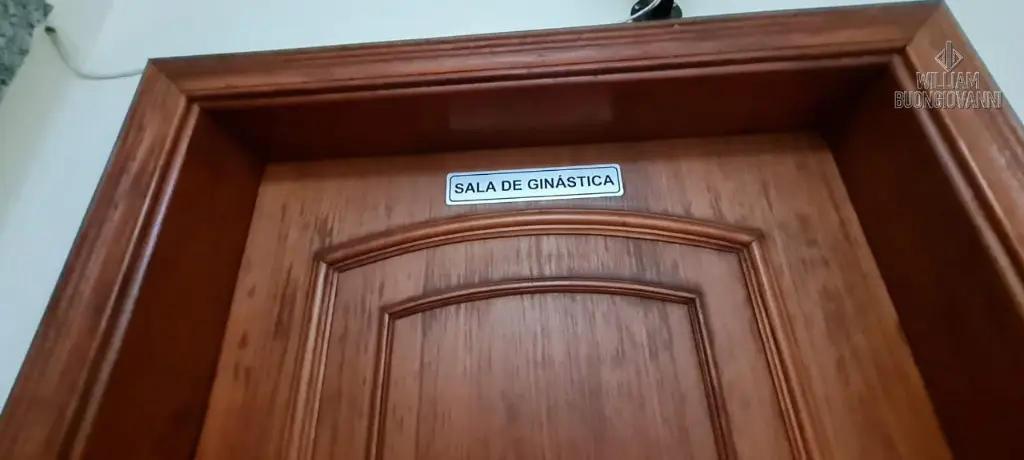 WILLIAM
BUONGIOVANNI
SALA DE GINÁSTICA